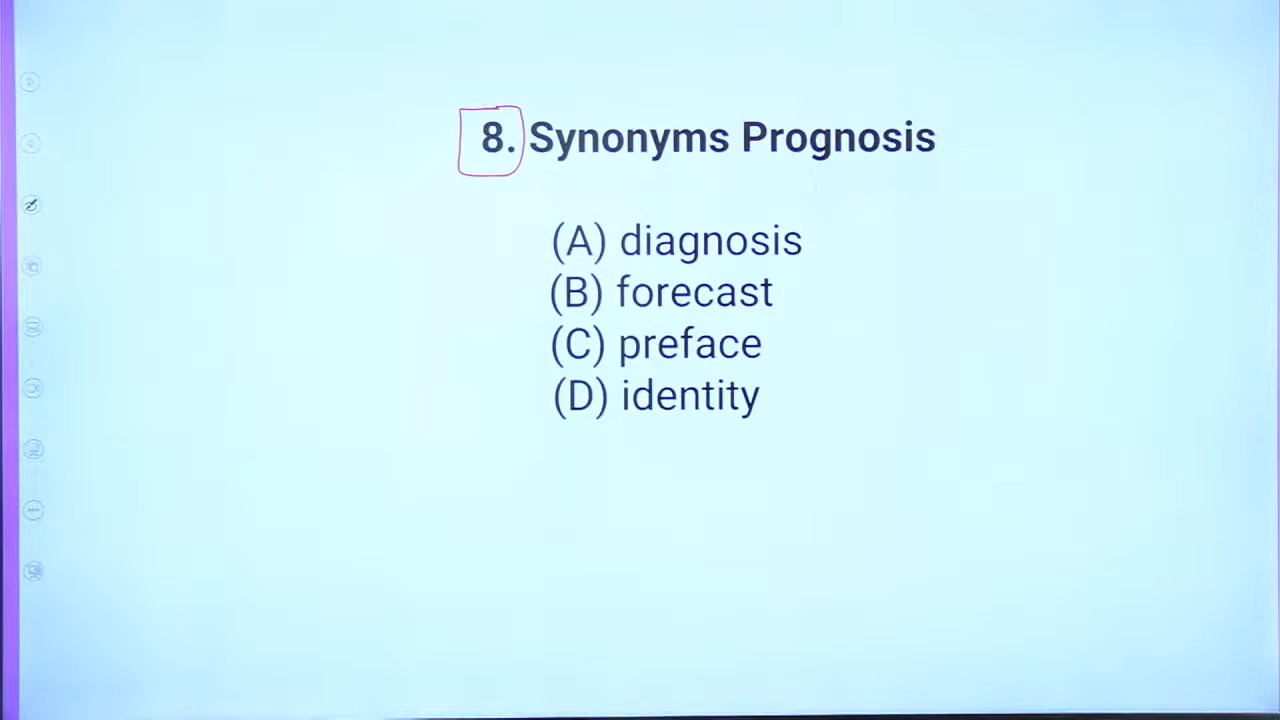 8. Synonyms Prognosis
(A) diagnosis
(B) forecast
(C) preface
(D) identity